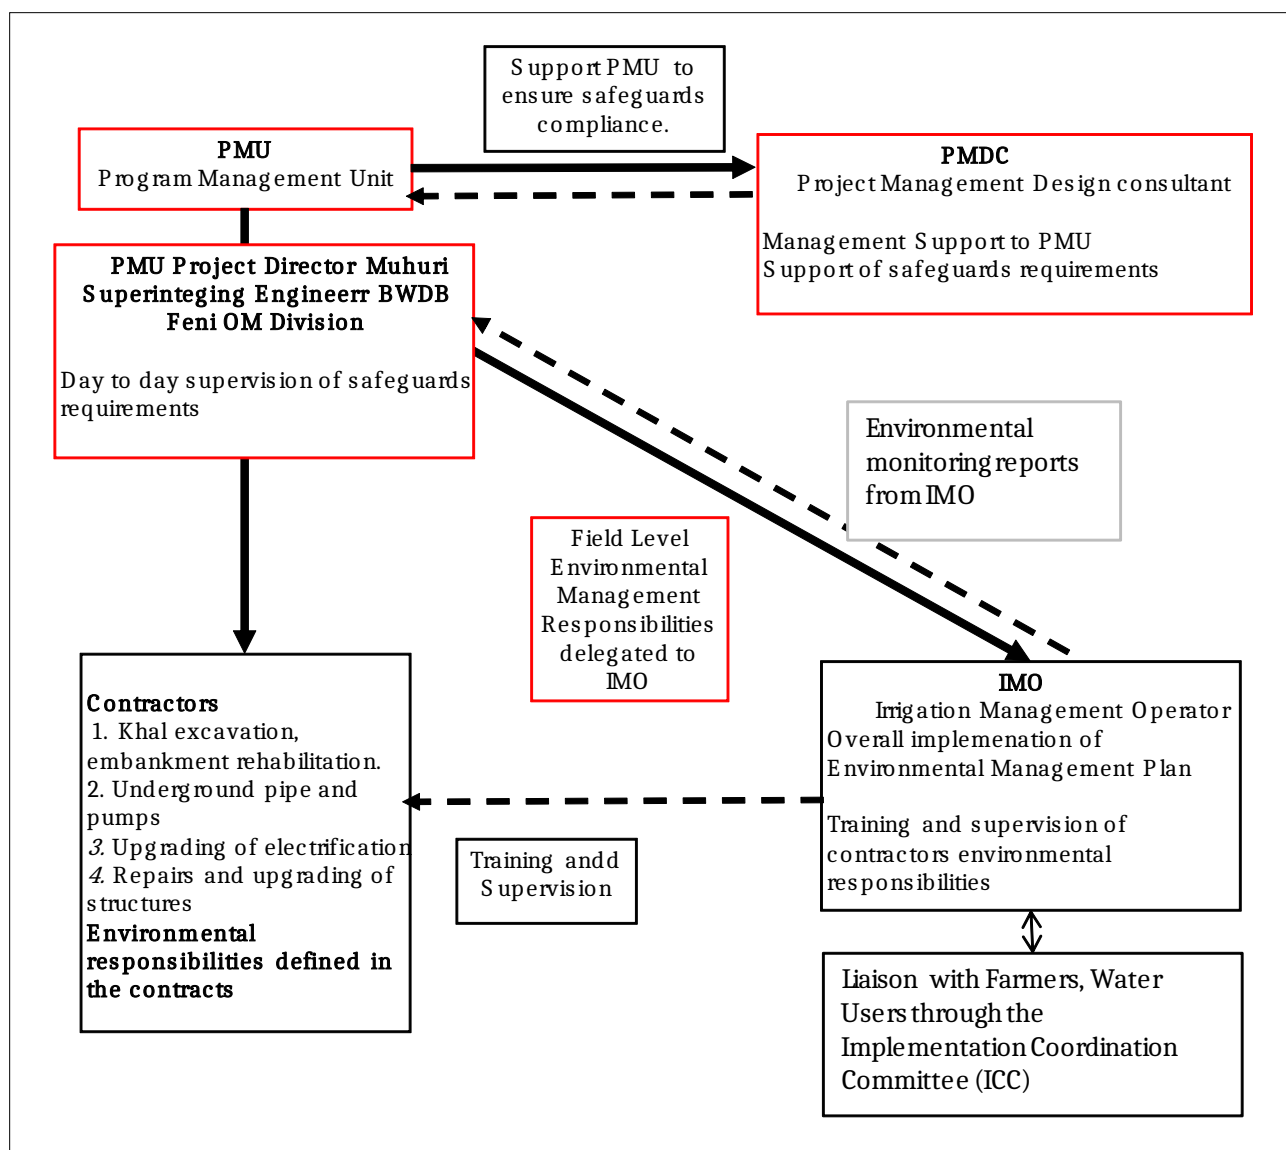 Support PMU to
ensure safeguards
compliance.
PMU
Program Management Unit
PMDC
Project Management Design consultant
Management Support to PMU
Support of safeguards requirements
PMU Project Director Muhuri
Superinteging Engineerr BWDB
Feni OM Division
Day to day supervision of safeguards
requirements
Environmental
monitoring reports
from IMO
Field Level
Environmental
Management
Responsibilities
delegated to
IMO
Contractors
1. Khal excavation,
embankment rehabilitation.
2. Underground pipe and
pumps
3. Upgrading of electrification
4. Repairs and upgrading of
structures
Environmental
responsibilities defined in
the contracts
Training andd
Supervision
IMO
Irrigation Management Operator
Overall implemenation of
Environmental Management Plan
Training and supervision of
contractors environmental
responsibilities
Liaison with Farmers, Water
Users through the
Implementation Coordination
Committee (ICC)